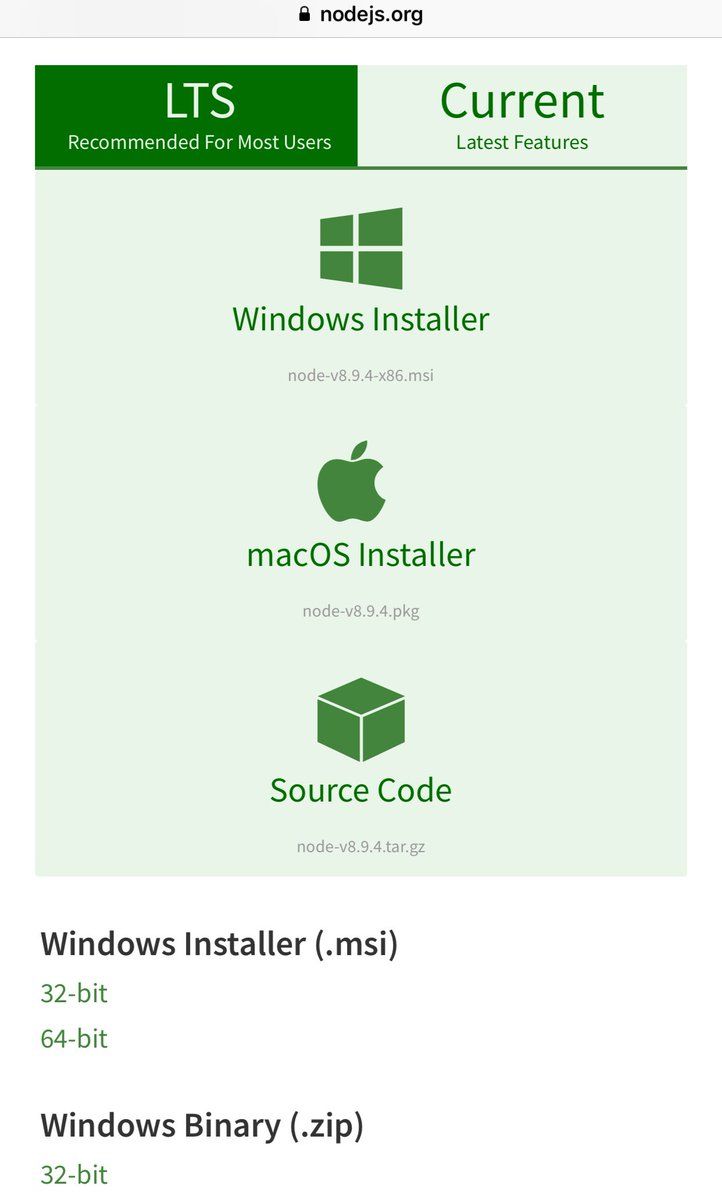 nodejs.org
LTS
Recommended For Most Users
Current
Latest Features
Windows Installer
node-v8.9.4-x86.msi
macOS Installer
node-v8.9.4.pkg
Source Code
node-v8.9.4.tar.gz
Windows Installer (.msi)
32-bit
64-bit
Windows Binary (.zip)
32-bit